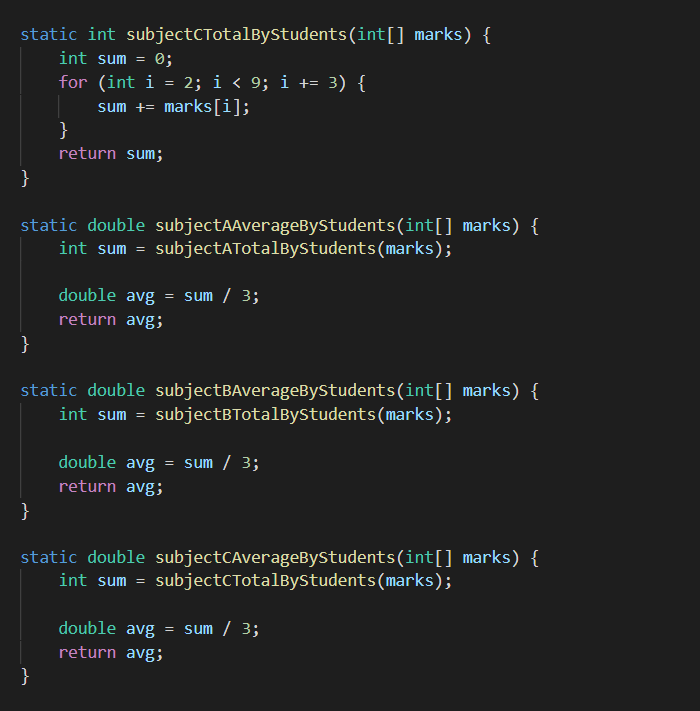 static int subjectCTotalByStudents(int[] marks) {
    int sum = 0;
    for (int i = 2; i < 9; i += 3) {
        sum += marks[i];
    }
    return sum;
}

static double subjectAAverageByStudents(int[] marks) {
    int sum = subjectATotalByStudents(marks);

    double avg = sum / 3;
    return avg;
}

static double subjectBAverageByStudents(int[] marks) {
    int sum = subjectBTotalByStudents(marks);

    double avg = sum / 3;
    return avg;
}

static double subjectCAverageByStudents(int[] marks) {
    int sum = subjectCTotalByStudents(marks);

    double avg = sum / 3;
    return avg;
}